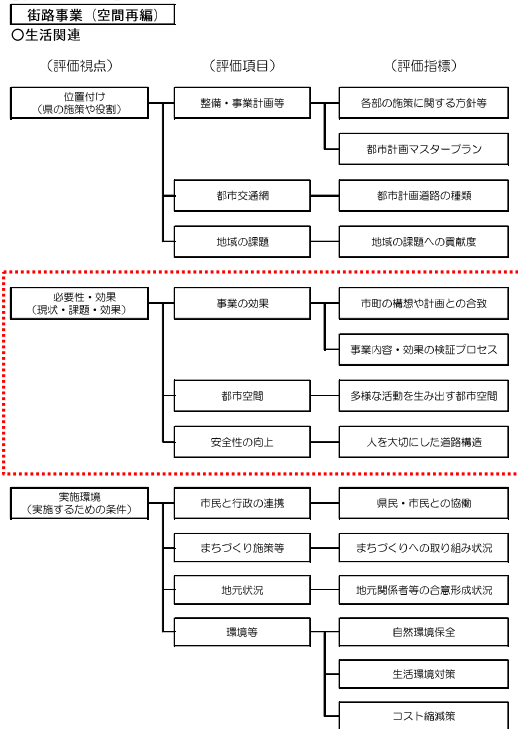 街路事業（空間再編）
〇生活関連
（評価視点）　（評価項目）　（評価指標）
位置付け
（県の施策や役割）
整備・事業計画等
各部の施策に関する方針等
都市計画マスタープラン
都市交通網
都市計画道路の種類
地域の課題
地域の課題への貢献度
必要性・効果
（現状・課題・効果）
事業の効果
市町の構想や計画との合致
事業内容・効果の検証プロセス
都市空間
多様な活動を生み出す都市空間
安全性の向上
人を大切にした道路構造
実施環境
（実施するための条件）
市民と行政の連携
県民・市民との協働
まちづくり施策等
まちづくりへの取り組み状況
地元状況
地元関係者等の合意形成状況
環境等
自然環境保全
生活環境対策
コスト縮減策